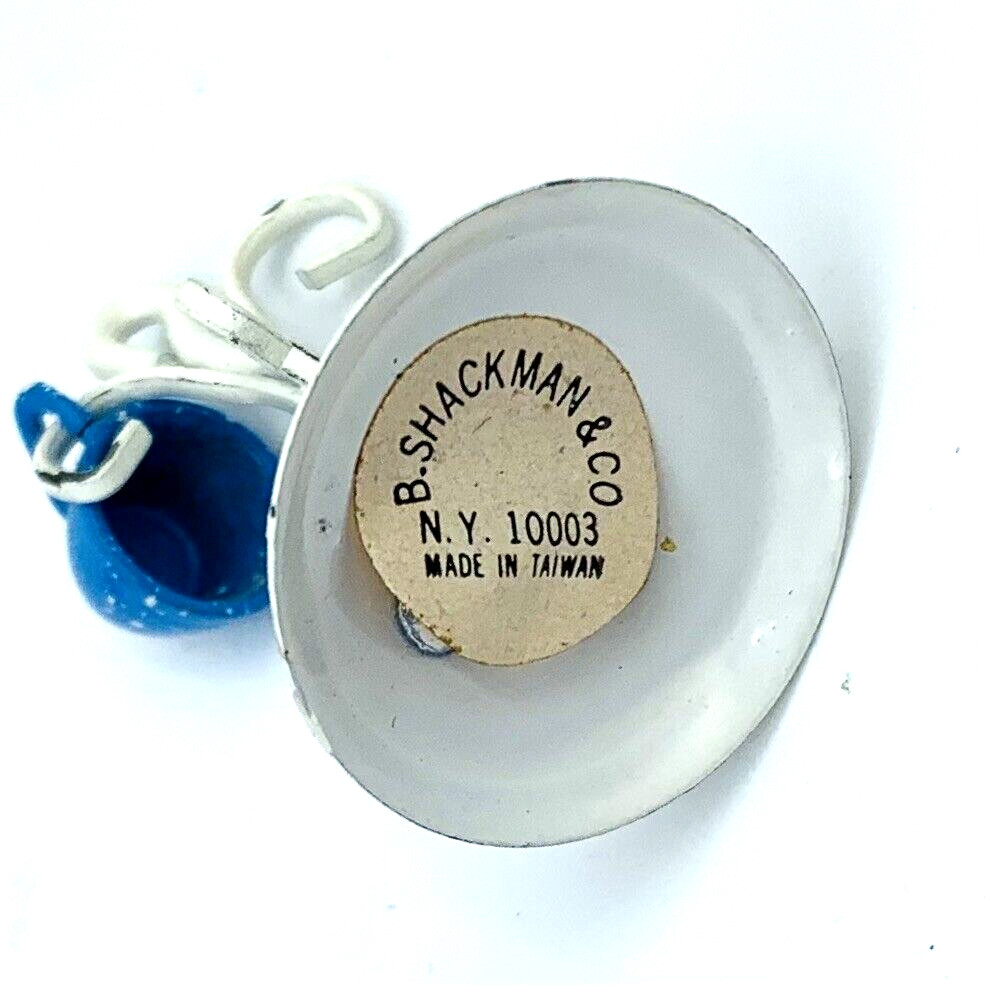 B. SHACKMAN & CO
N.Y. 10003
MADE IN TAIWAN